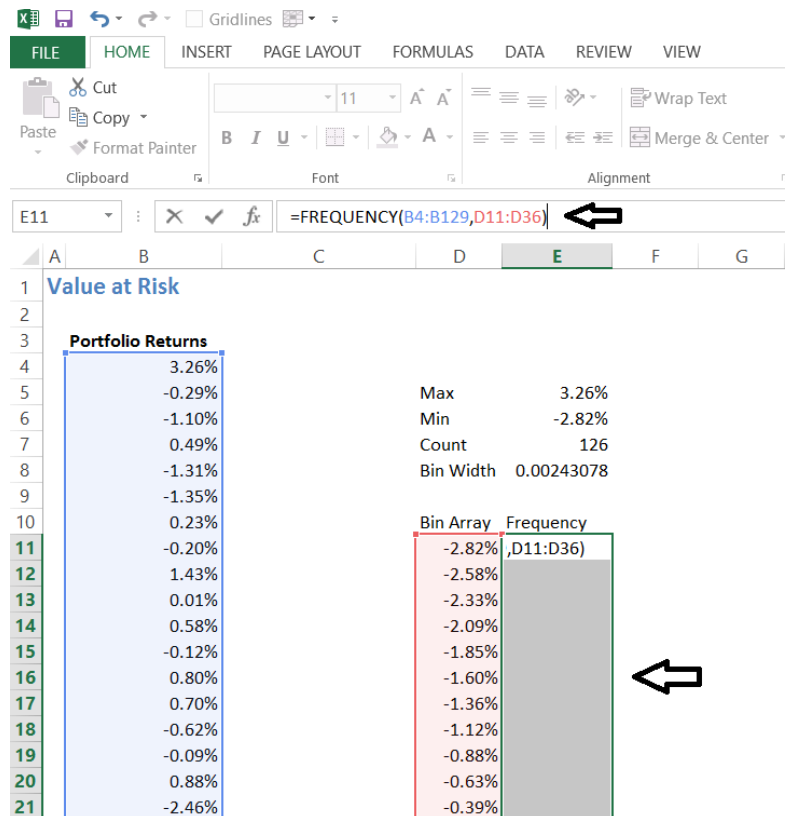 Gridlines
FILE HOME INSERT PAGE LAYOUT FORMULAS DATA REVIEW VIEW
Cut
Copy
Format Painter
Paste
11 A A
B I U A
Wrap Text
Merge & Center
Clipboard Font Alignment
E11 fx =FREQUENCY(B4:B129,D11:D36)
A B C D E F G
1 Value at Risk
2
3 Portfolio Returns
4 3.26%
5 -0.29% Max 3.26%
6 -1.10% Min -2.82%
7 0.49% Count 126
8 -1.31% Bin Width 0.00243078
9 -1.35%
10 0.23% Bin Array Frequency
11 -0.20% -2.82% ,D11:D36)
12 1.43% -2.58%
13 0.01% -2.33%
14 0.58% -2.09%
15 -0.12% -1.85%
16 0.80% -1.60%
17 0.70% -1.36%
18 -0.62% -1.12%
19 -0.09% -0.88%
20 0.88% -0.63%
21 -2.46% -0.39%